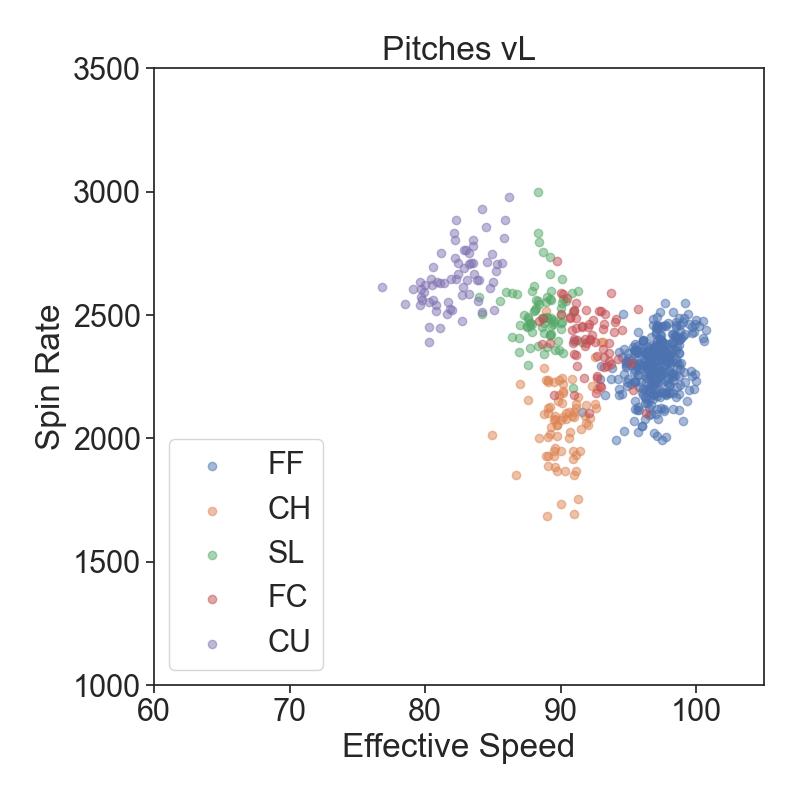 Pitches vL
3500
3000
2500
2000
1500
1000
Spin Rate
FF
CH
SL
FC
CU
60 70 80 90 100
Effective Speed